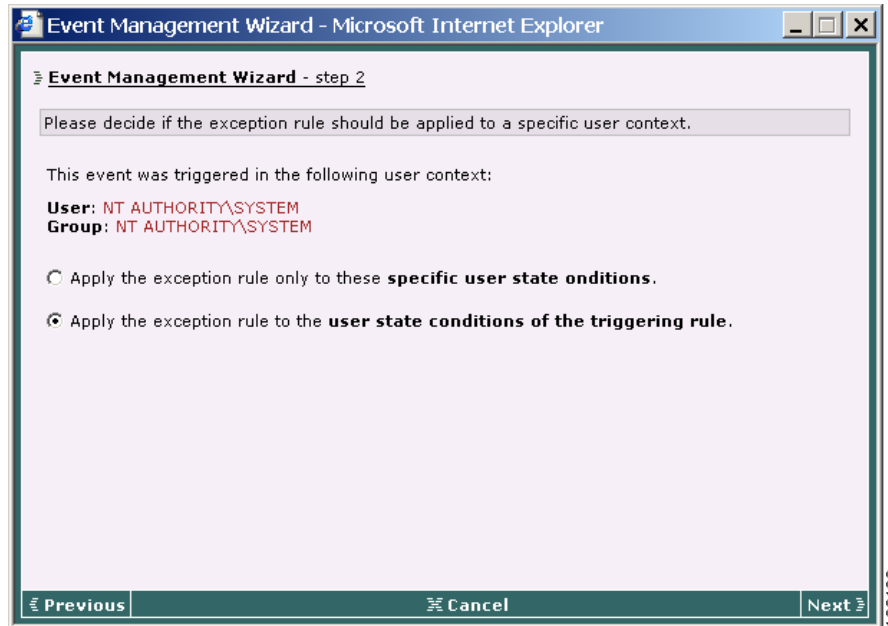 Event Management Wizard - Microsoft Internet Explorer
Event Management Wizard - step 2
Please decide if the exception rule should be applied to a specific user context.
This event was triggered in the following user context:
User: NT AUTHORITY\SYSTEM
Group: NT AUTHORITY\SYSTEM
Apply the exception rule only to these specific user state onditions.
Apply the exception rule to the user state conditions of the triggering rule.
Previous
Cancel
Next